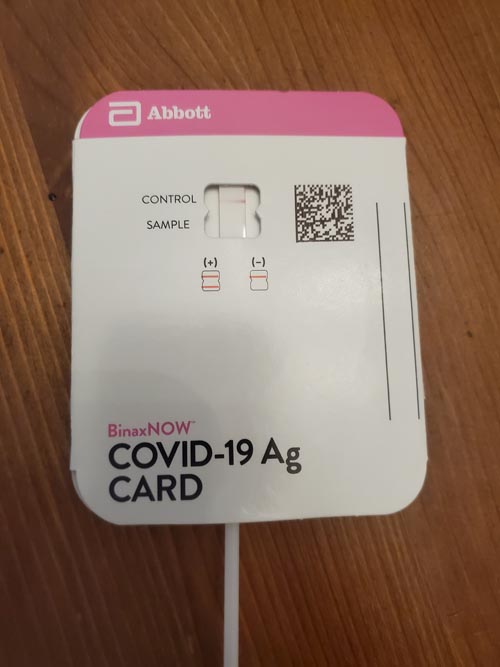 Abbott
CONTROL
SAMPLE
(+) (−)
BinaxNOW™
COVID-19 Ag
CARD